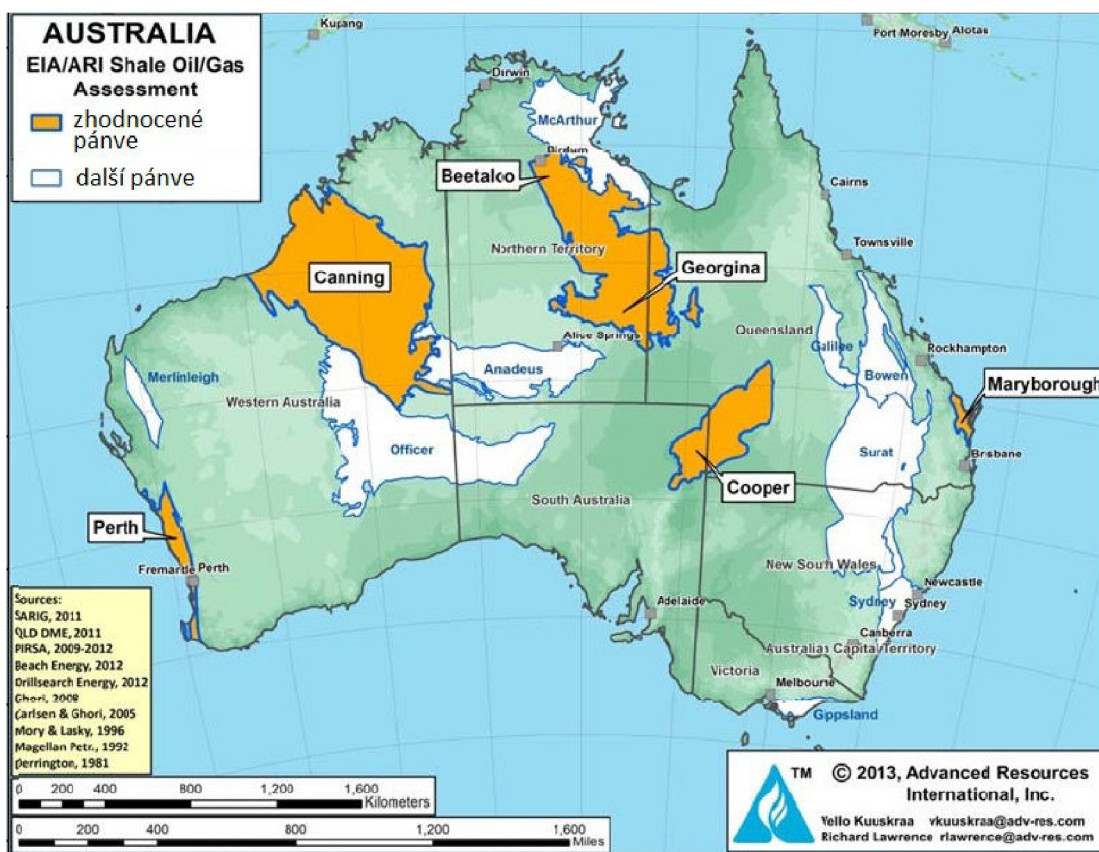 AUSTRALIA
EIA/ARI Shale Oil/Gas
Assessment
zhodnocené
pánve
další pánve
Kupang
Port Moresby
Alotas
Dirwin
McArthur
Birdum
Beetaloo
Cairns
Northern Territory
Townsville
Georgina
Canning
Queensland
Alice Springs
Galilee
Rockhampton
Anadeus
Bowen
Merlinleigh
Maryborough
Western Australia
Officer
Surat
Brisbane
Cooper
South Australia
Perth
New South Wales
Fremantle
Perth
Newcastle
Sydney
Sydney
Adelaide
Canberra
Australian Capital Territory
Victoria
Melbourne
Gippsland
Sources:
SARIG, 2011
QLD DME, 2011
PIRSA, 2009-2012
Beach Energy, 2012
Drillsearch Energy, 2012
Ghori, 2008
Carlsen & Ghori, 2005
Mory & Lasky, 1996
Magellan Petr., 1992
Derrington, 1981
0 200 400 800 1,200 1,600
Kilometers
0 200 400 800 1,200 1,600
Miles
TM
© 2013, Advanced Resources
International, Inc.
Vello Kuuskraa vkuuskraa@adv-res.com
Richard Lawrence rlawrence@adv-res.com